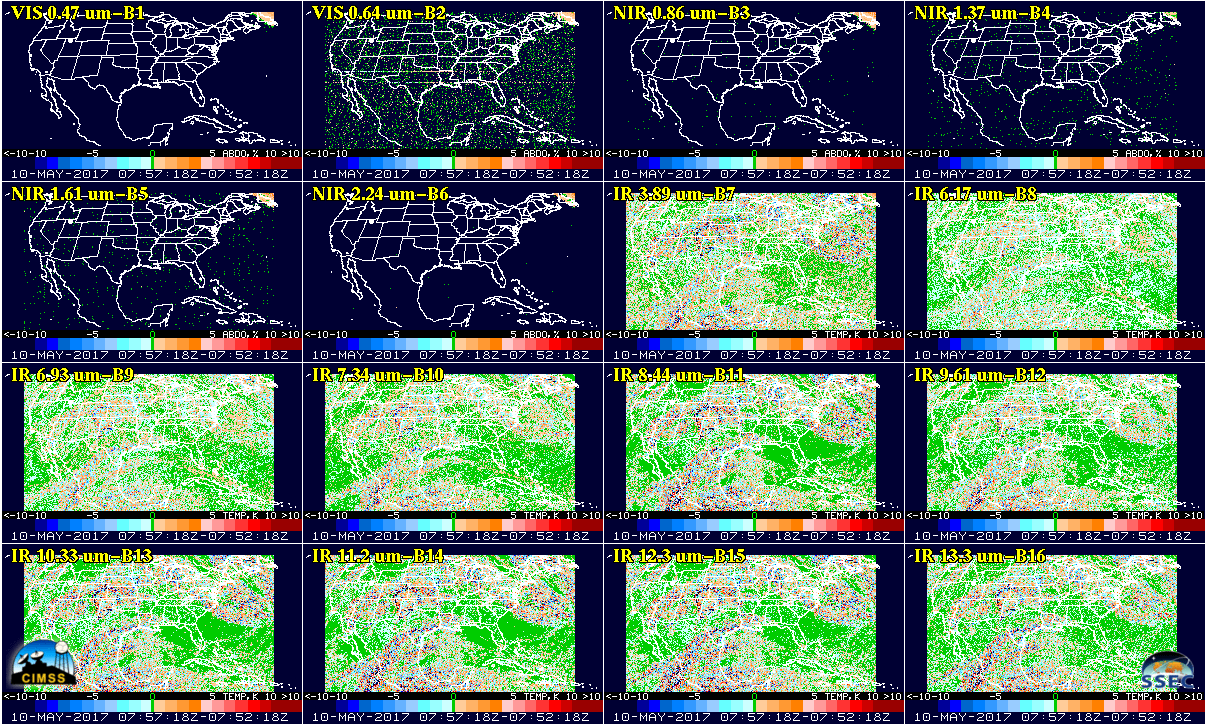 VIS 0.47 um-B1 VIS 0.64 um-B2 NIR 0.86 um-B3 NIR 1.37 um-B4
<-10-10 -5 0 5 ABDO,% 10 >10 <-10-10 -5 0 5 ABDO,% 10 >10 <-10-10 -5 0 5 ABDO,% 10 >10 <-10-10 -5 0 5 ABDO,% 10 >10
10-MAY-2017 07:57:18Z-07:52:18Z 10-MAY-2017 07:57:18Z-07:52:18Z 10-MAY-2017 07:57:18Z-07:52:18Z 10-MAY-2017 07:57:18Z-07:52:18Z
NIR 1.61 um-B5 NIR 2.24 um-B6 IR 3.89 um-B7 IR 6.17 um-B8
<-10-10 -5 0 5 ABDO,% 10 >10 <-10-10 -5 0 5 ABDO,% 10 >10 <-10-10 -5 0 5 TEMP,K 10 >10 <-10-10 -5 0 5 TEMP,K 10 >10
10-MAY-2017 07:57:18Z-07:52:18Z 10-MAY-2017 07:57:18Z-07:52:18Z 10-MAY-2017 07:57:18Z-07:52:18Z 10-MAY-2017 07:57:18Z-07:52:18Z
IR 6.93 um-B9 IR 7.34 um-B10 IR 8.44 um-B11 IR 9.61 um-B12
<-10-10 -5 0 5 TEMP,K 10 >10 <-10-10 -5 0 5 TEMP,K 10 >10 <-10-10 -5 0 5 TEMP,K 10 >10 <-10-10 -5 0 5 TEMP,K 10 >10
10-MAY-2017 07:57:18Z-07:52:18Z 10-MAY-2017 07:57:18Z-07:52:18Z 10-MAY-2017 07:57:18Z-07:52:18Z 10-MAY-2017 07:57:18Z-07:52:18Z
IR 10.33 um-B13 IR 11.2 um-B14 IR 12.3 um-B15 IR 13.3 um-B16
CIMSS SSEC
<-10-10 -5 0 5 TEMP,K 10 >10 <-10-10 -5 0 5 TEMP,K 10 >10 <-10-10 -5 0 5 TEMP,K 10 >10 <-10-10 -5 0 5 TEMP,K 10 >10
10-MAY-2017 07:57:18Z-07:52:18Z 10-MAY-2017 07:57:18Z-07:52:18Z 10-MAY-2017 07:57:18Z-07:52:18Z 10-MAY-2017 07:57:18Z-07:52:18Z